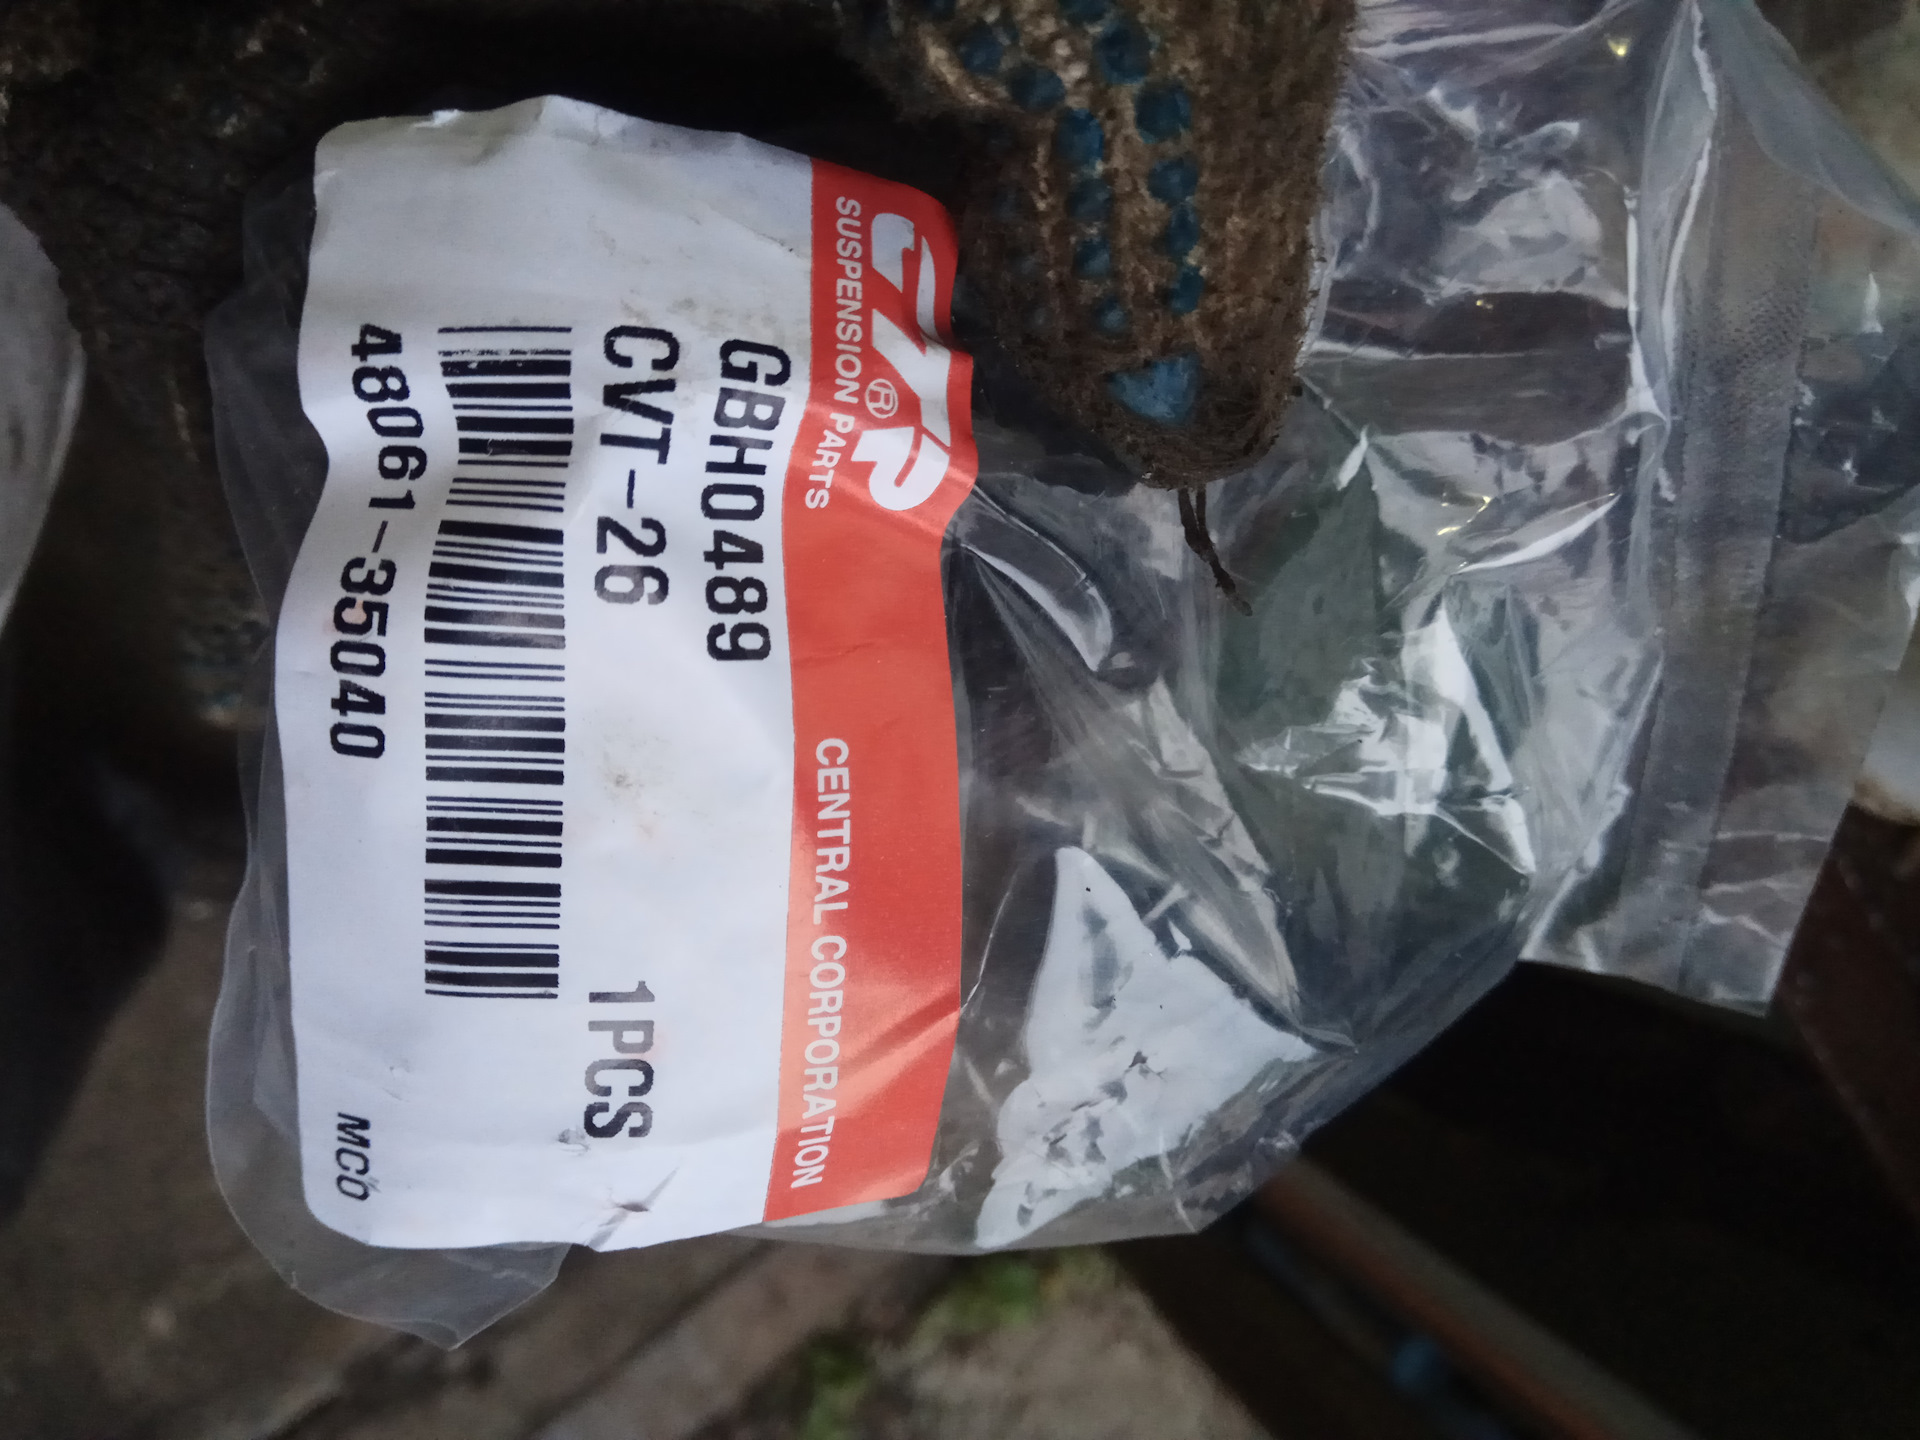 CTR®
SUSPENSION PARTS
CENTRAL CORPORATION
GBH0489
CVT-26
1PCS
48061-35040
MCO